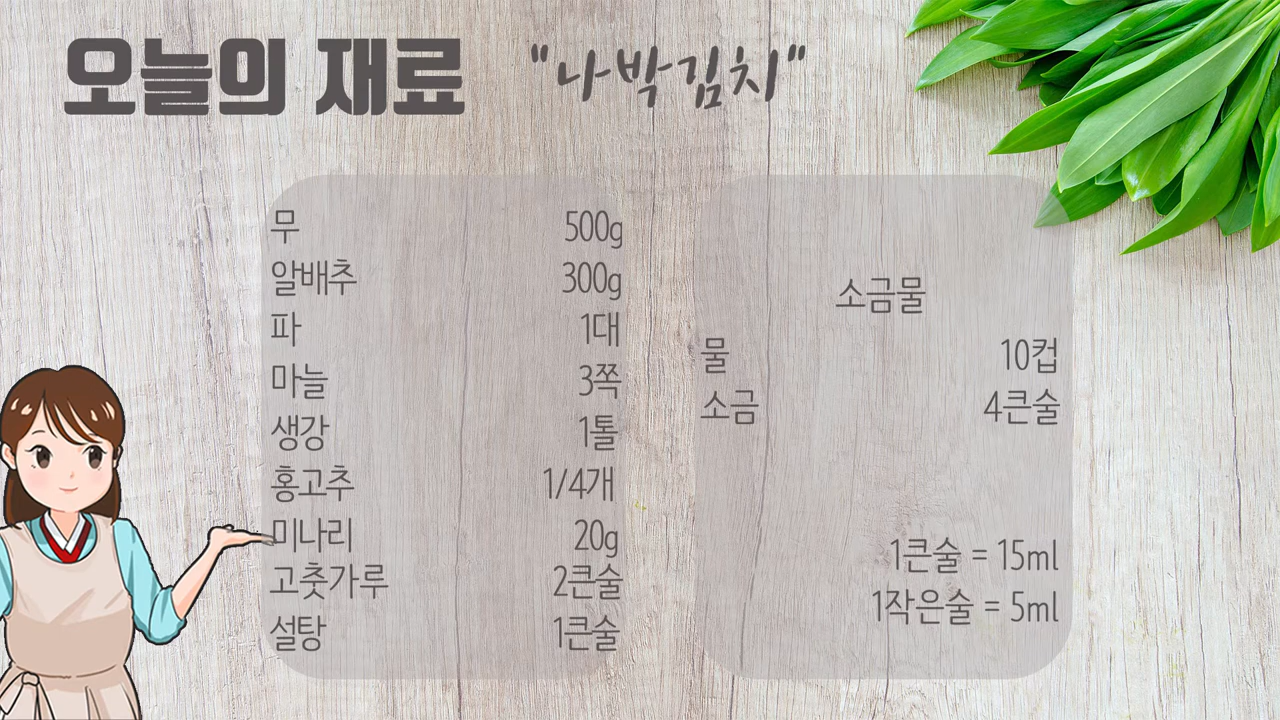 오늘의 재료 "나박김치"
무 500g
알배추 300g
파 1대
마늘 3쪽
생강 1톨
홍고추 1/4개
미나리 20g
고춧가루 2큰술
설탕 1큰술
소금물
물 10컵
소금 4큰술
1큰술 = 15ml
1작은술 = 5ml